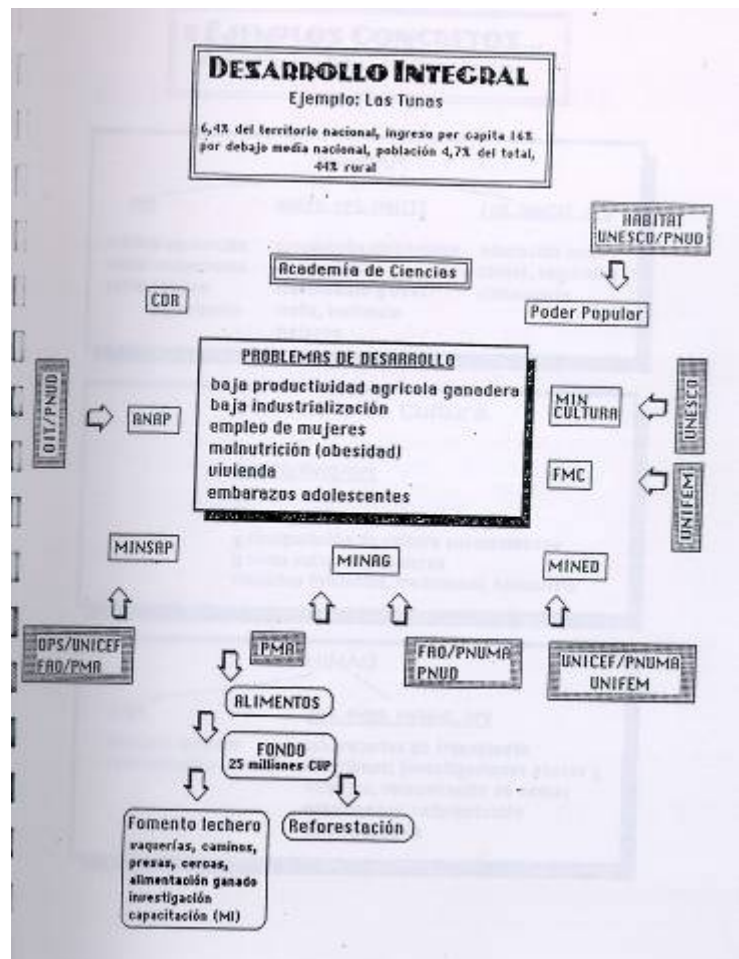 DESARROLLO INTEGRAL
Ejemplo: Las Tunas
6,4% del territorio nacional, ingreso per capita 16%
por debajo media nacional, población 4,7% del total,
44% rural
HABITAT
UNESCO/PNUD
Academia de Ciencias
CDR
Poder Popular
PROBLEMAS DE DESARROLLO
baja productividad agricola ganadera
baja industrialización
empleo de mujeres
malnutrición (obesidad)
vivienda
embarazos adolescentes
OIT/PNUD
ANAP
MIN
CULTURA
UNESCO
FMC
UNIFEM
MINSAP
MINAG
MINED
OPS/UNICEF
FAO/PMA
PMA
FAO/PNUMA
PNUD
UNICEF/PNUMA
UNIFEM
ALIMENTOS
FONDO
25 milliones CUP
Fomento lechero
vaquerías, caminos,
presas, cercas,
alimentación ganado
investigación
capacitación (MI)
Reforestación